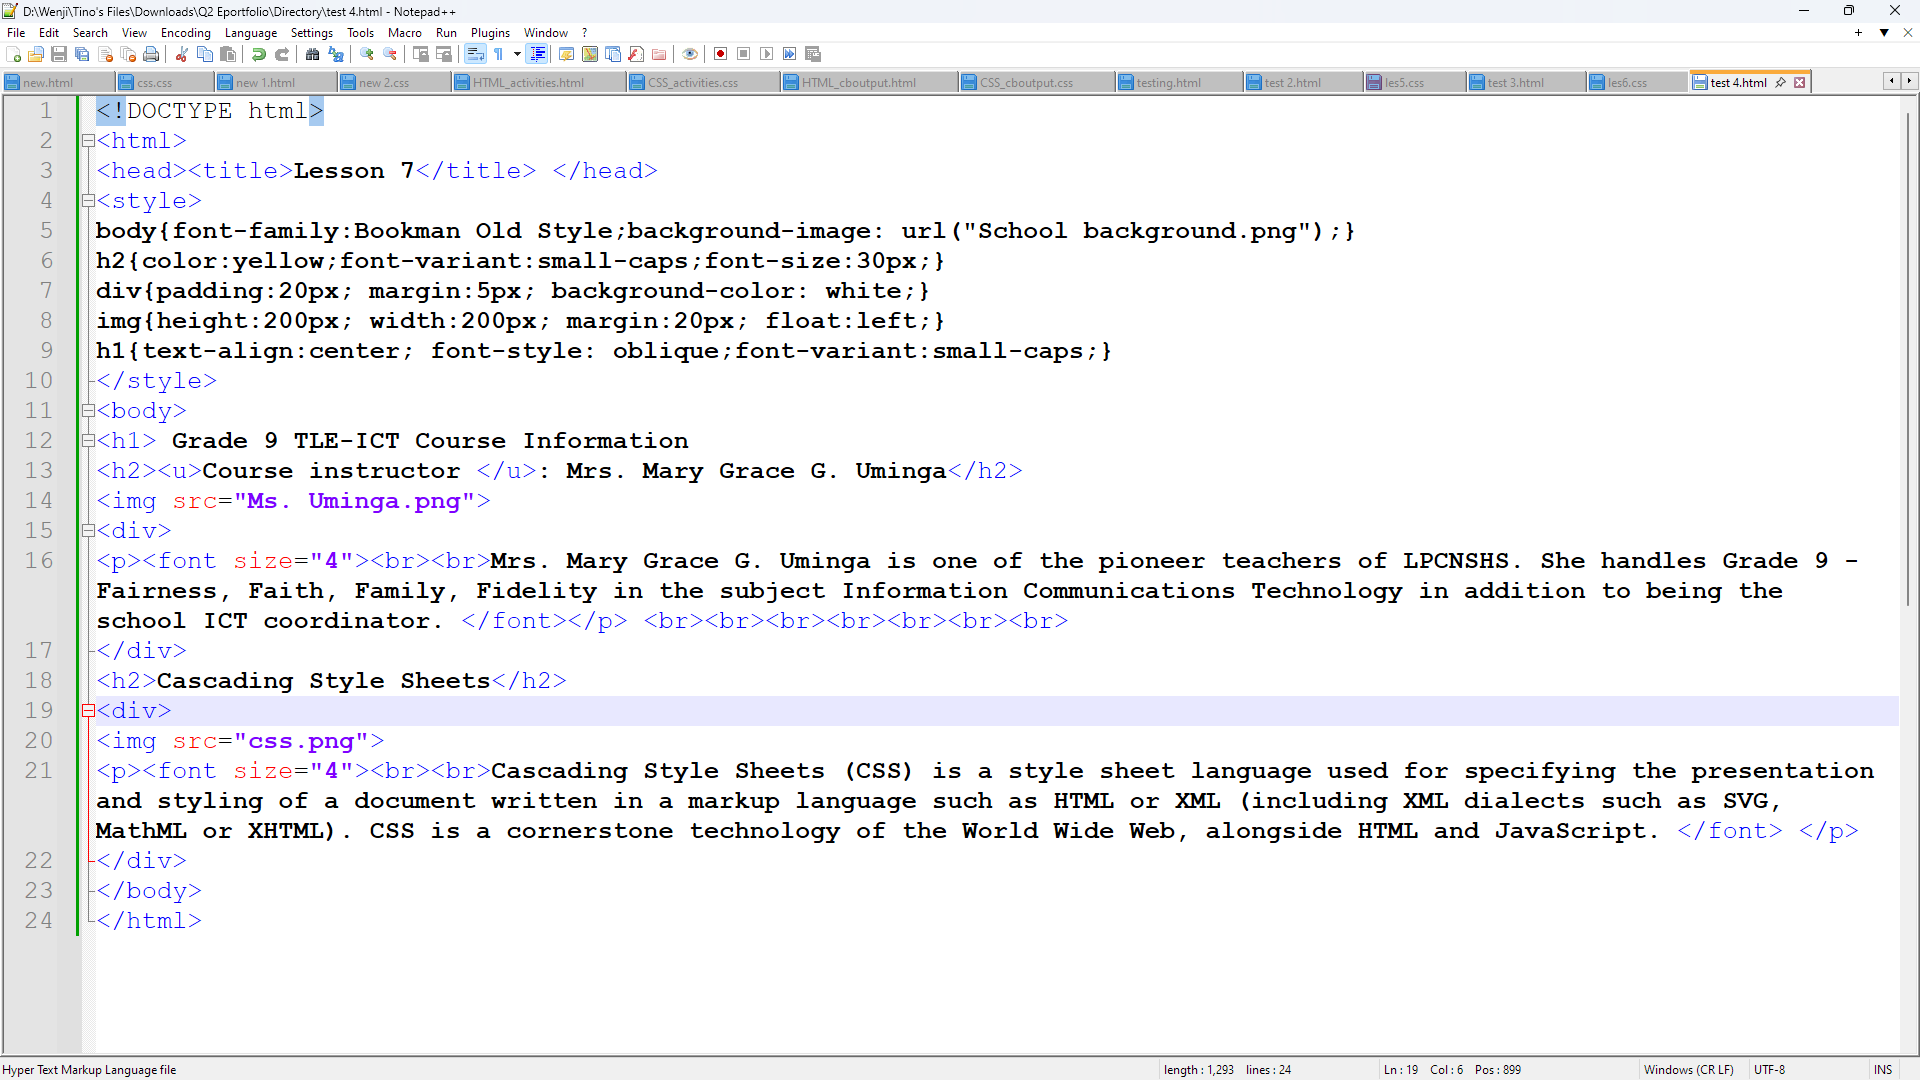 D:\Wenji\Tino's Files\Downloads\Q2 Eportfolio\Directory\test 4.html - Notepad++
File Edit Search View Encoding Language Settings Tools Macro Run Plugins Window ?
new.html css.css new 1.html new 2.css HTML_activities.html CSS_activities.css HTML_cboutput.html CSS_cboutput.css testing.html test 2.html les5.css test 3.html les6.css test 4.html
1 <!DOCTYPE html>
2 <html>
3 <head><title>Lesson 7</title> </head>
4 <style>
5 body{font-family:Bookman Old Style;background-image: url("School background.png");}
6 h2{color:yellow;font-variant:small-caps;font-size:30px;}
7 div{padding:20px; margin:5px; background-color: white;}
8 img{height:200px; width:200px; margin:20px; float:left;}
9 h1{text-align:center; font-style: oblique;font-variant:small-caps;}
10 </style>
11 <body>
12 <h1> Grade 9 TLE-ICT Course Information
13 <h2><u>Course instructor </u>: Mrs. Mary Grace G. Uminga</h2>
14 <img src="Ms. Uminga.png">
15 <div>
16 <p><font size="4"><br><br>Mrs. Mary Grace G. Uminga is one of the pioneer teachers of LPCNSHS. She handles Grade 9 -
Fairness, Faith, Family, Fidelity in the subject Information Communications Technology in addition to being the
school ICT coordinator. </font></p> <br><br><br><br><br><br><br>
17 </div>
18 <h2>Cascading Style Sheets</h2>
19 <div>
20 <img src="css.png">
21 <p><font size="4"><br><br>Cascading Style Sheets (CSS) is a style sheet language used for specifying the presentation
and styling of a document written in a markup language such as HTML or XML (including XML dialects such as SVG,
MathML or XHTML). CSS is a cornerstone technology of the World Wide Web, alongside HTML and JavaScript. </font> </p>
22 </div>
23 </body>
24 </html>
Hyper Text Markup Language file length : 1,293 lines : 24 Ln : 19 Col : 6 Pos : 899 Windows (CR LF) UTF-8 INS